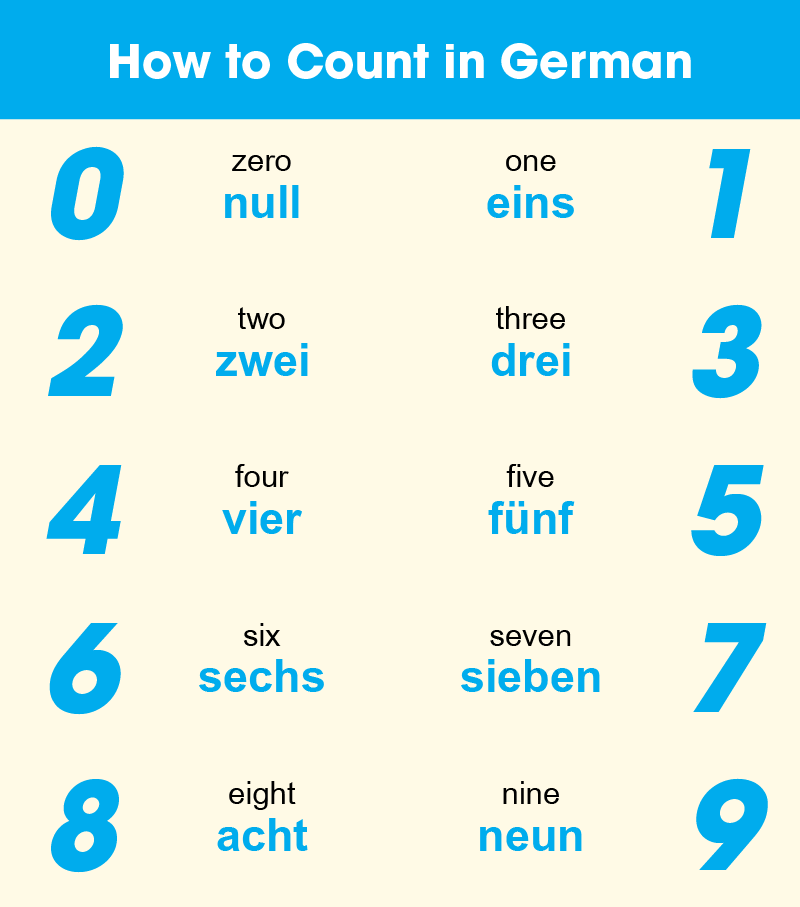 How to Count in German
0
zero
null
one
eins
1
2
two
zwei
three
drei
3
4
four
vier
five
fünf
5
6
six
sechs
seven
sieben
7
8
eight
acht
nine
neun
9